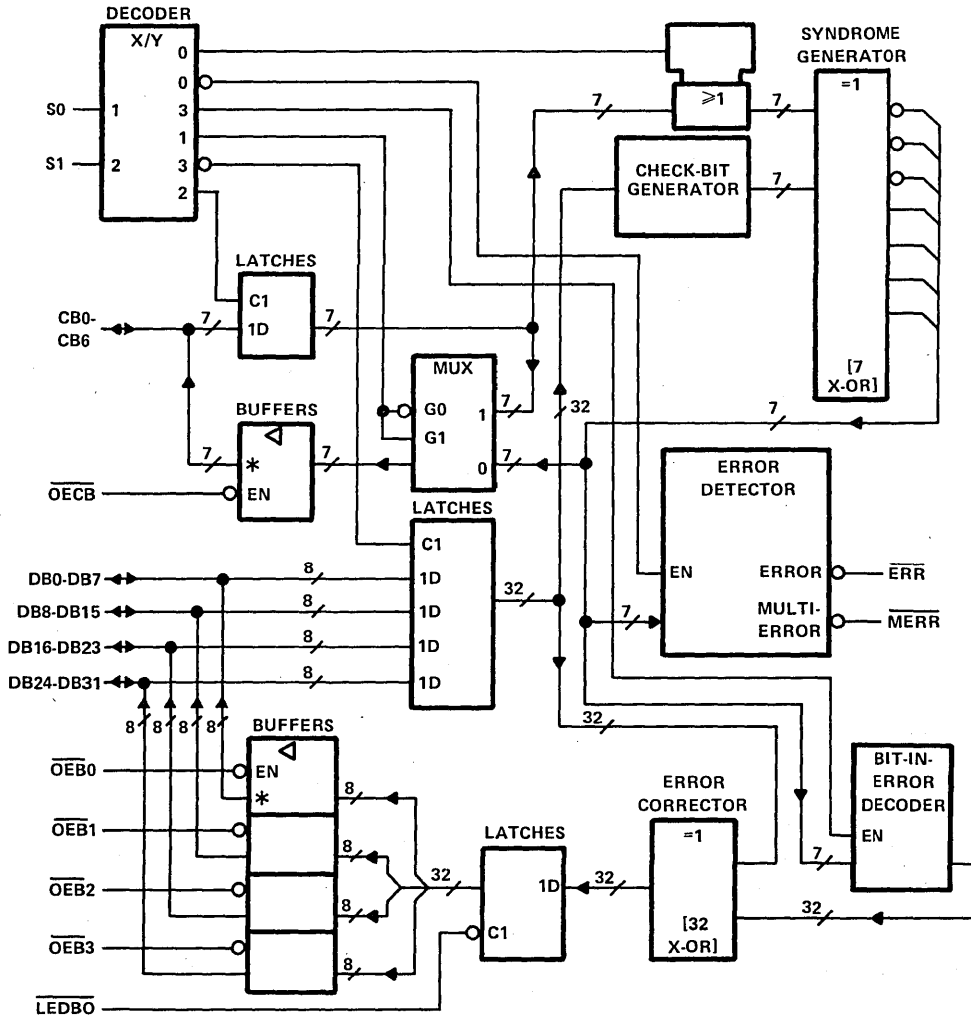 DECODER
X/Y
0
0
S0
1
3
1
S1
2
3
2
≥1
7
7
SYNDROME
GENERATOR
=1
CHECK-BIT
GENERATOR
7
[7
X-OR]
LATCHES
C1
CB0-
CB6
7
1D
7
MUX
G0
G1
1
7
0
7
32
7
BUFFERS
7
*
7
OECB
EN
LATCHES
C1
DB0-DB7
8
1D
DB8-DB15
8
1D
32
DB16-DB23
8
1D
DB24-DB31
8
1D
8 8 8 8
ERROR
DETECTOR
EN
ERROR
ERR
7
MULTI-
ERROR
MERR
32
BUFFERS
OEB0
EN
*
8
OEB1
8
OEB2
8
OEB3
8
LEDBO
32
LATCHES
1D
C1
32
ERROR
CORRECTOR
=1
[32
X-OR]
BIT-IN-
ERROR
DECODER
EN
7
32